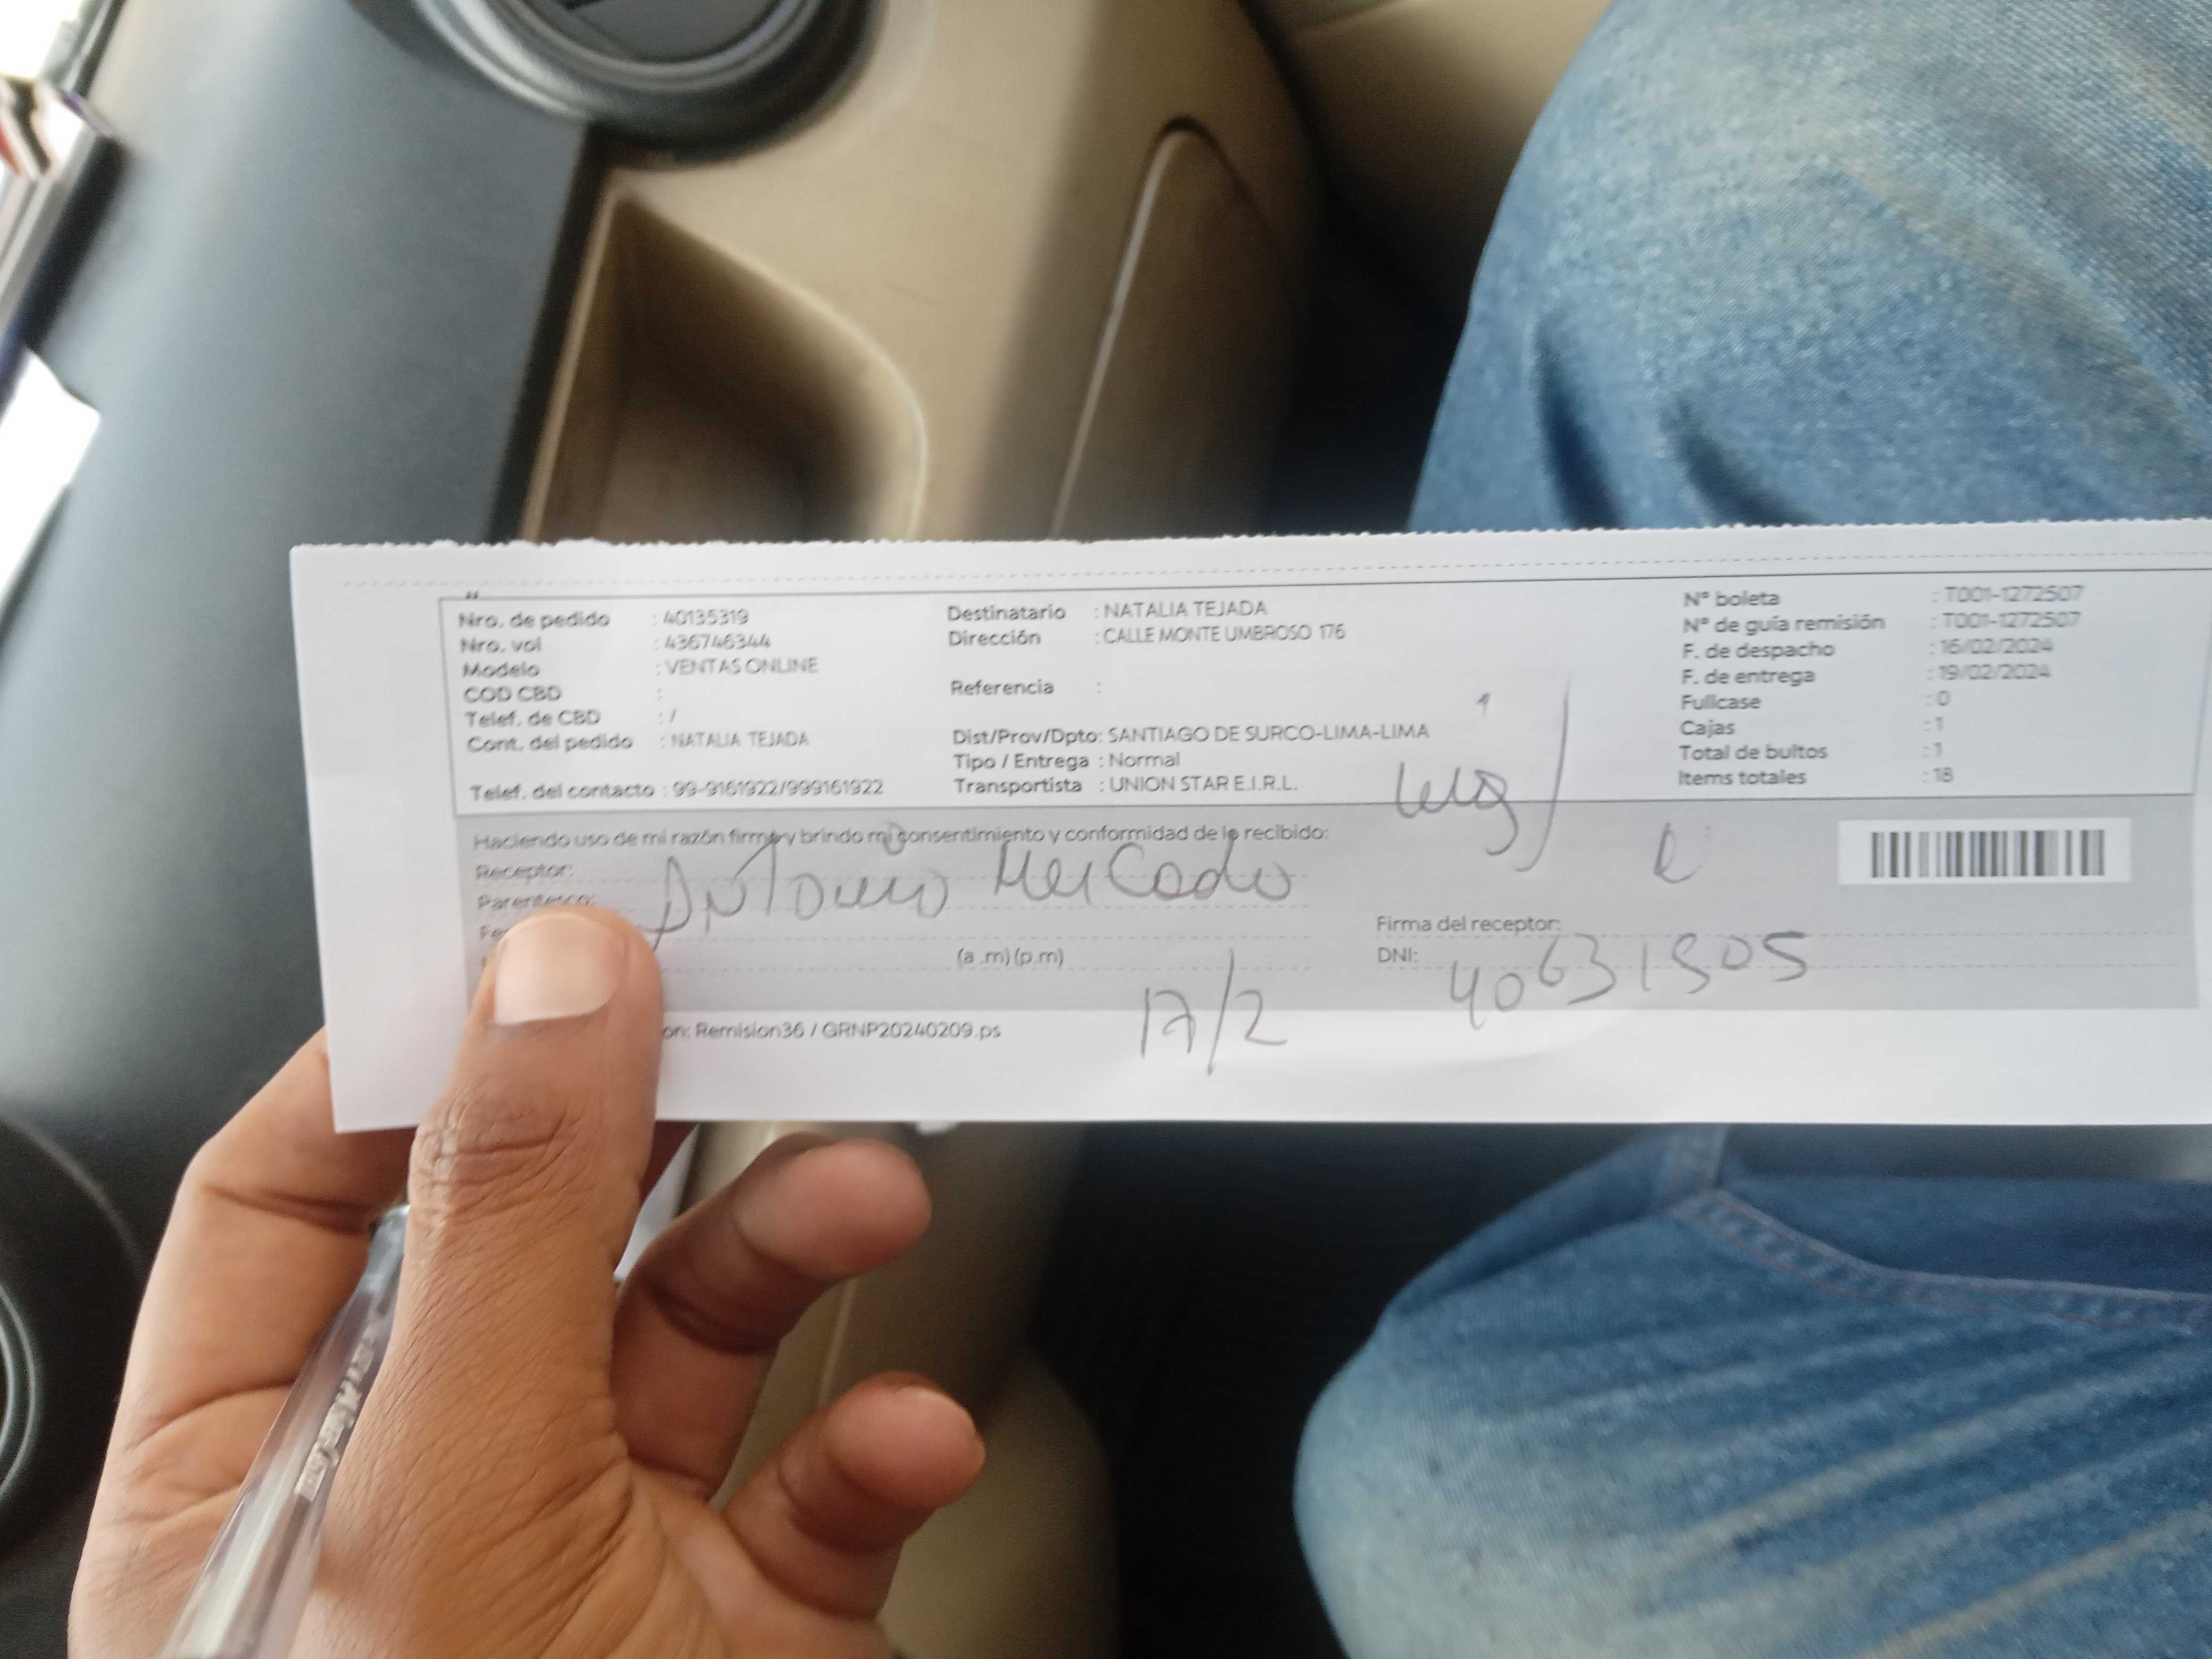 Nro. de pedido : 40135319
Nro. vol : 436746344
Modelo : VENTAS ONLINE
COD CBD :
Telef. de CBD : /
Cont. del pedido : NATALIA TEJADA
Telef. del contacto : 99-9161922/999161922
Destinatario : NATALIA TEJADA
Dirección : CALLE MONTE UMBROSO 176
Referencia :
Dist/Prov/Dpto: SANTIAGO DE SURCO-LIMA-LIMA
Tipo / Entrega : Normal
Transportista : UNION STAR E.I.R.L.
N° boleta : T001-1272507
N° de guía remisión : T001-1272507
F. de despacho : 16/02/2024
F. de entrega : 19/02/2024
Fullcase : 0
Cajas : 1
Total de bultos : 1
Items totales : 18
Haciendo uso de mi razón firmo y brindo mi consentimiento y conformidad de lo recibido:
Receptor:
Parentesco:
Antonio Mercado
(a .m) (p.m)
Firma del receptor:
DNI: 40631505
17/2
on: Remision36 / GRNP20240209.ps